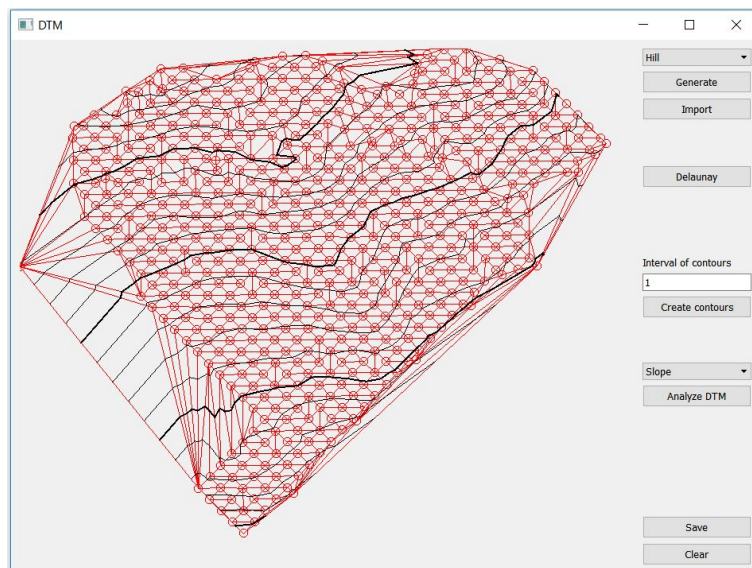 DTM
Hill
Generate
Import
Delaunay
Interval of contours
1
Create contours
Slope
Analyze DTM
Save
Clear